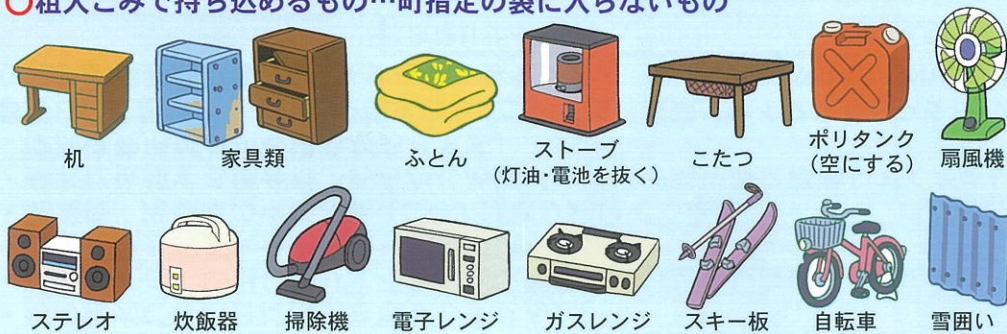 ○粗大ごみで持ち込めるもの…町指定の袋に入らないもの
机
家具類
ふとん
ストーブ
(灯油・電池を抜く)
こたつ
ポリタンク
(空にする)
扇風機
ステレオ
炊飯器
掃除機
電子レンジ
ガスレンジ
スキー板
自転車
雪囲い